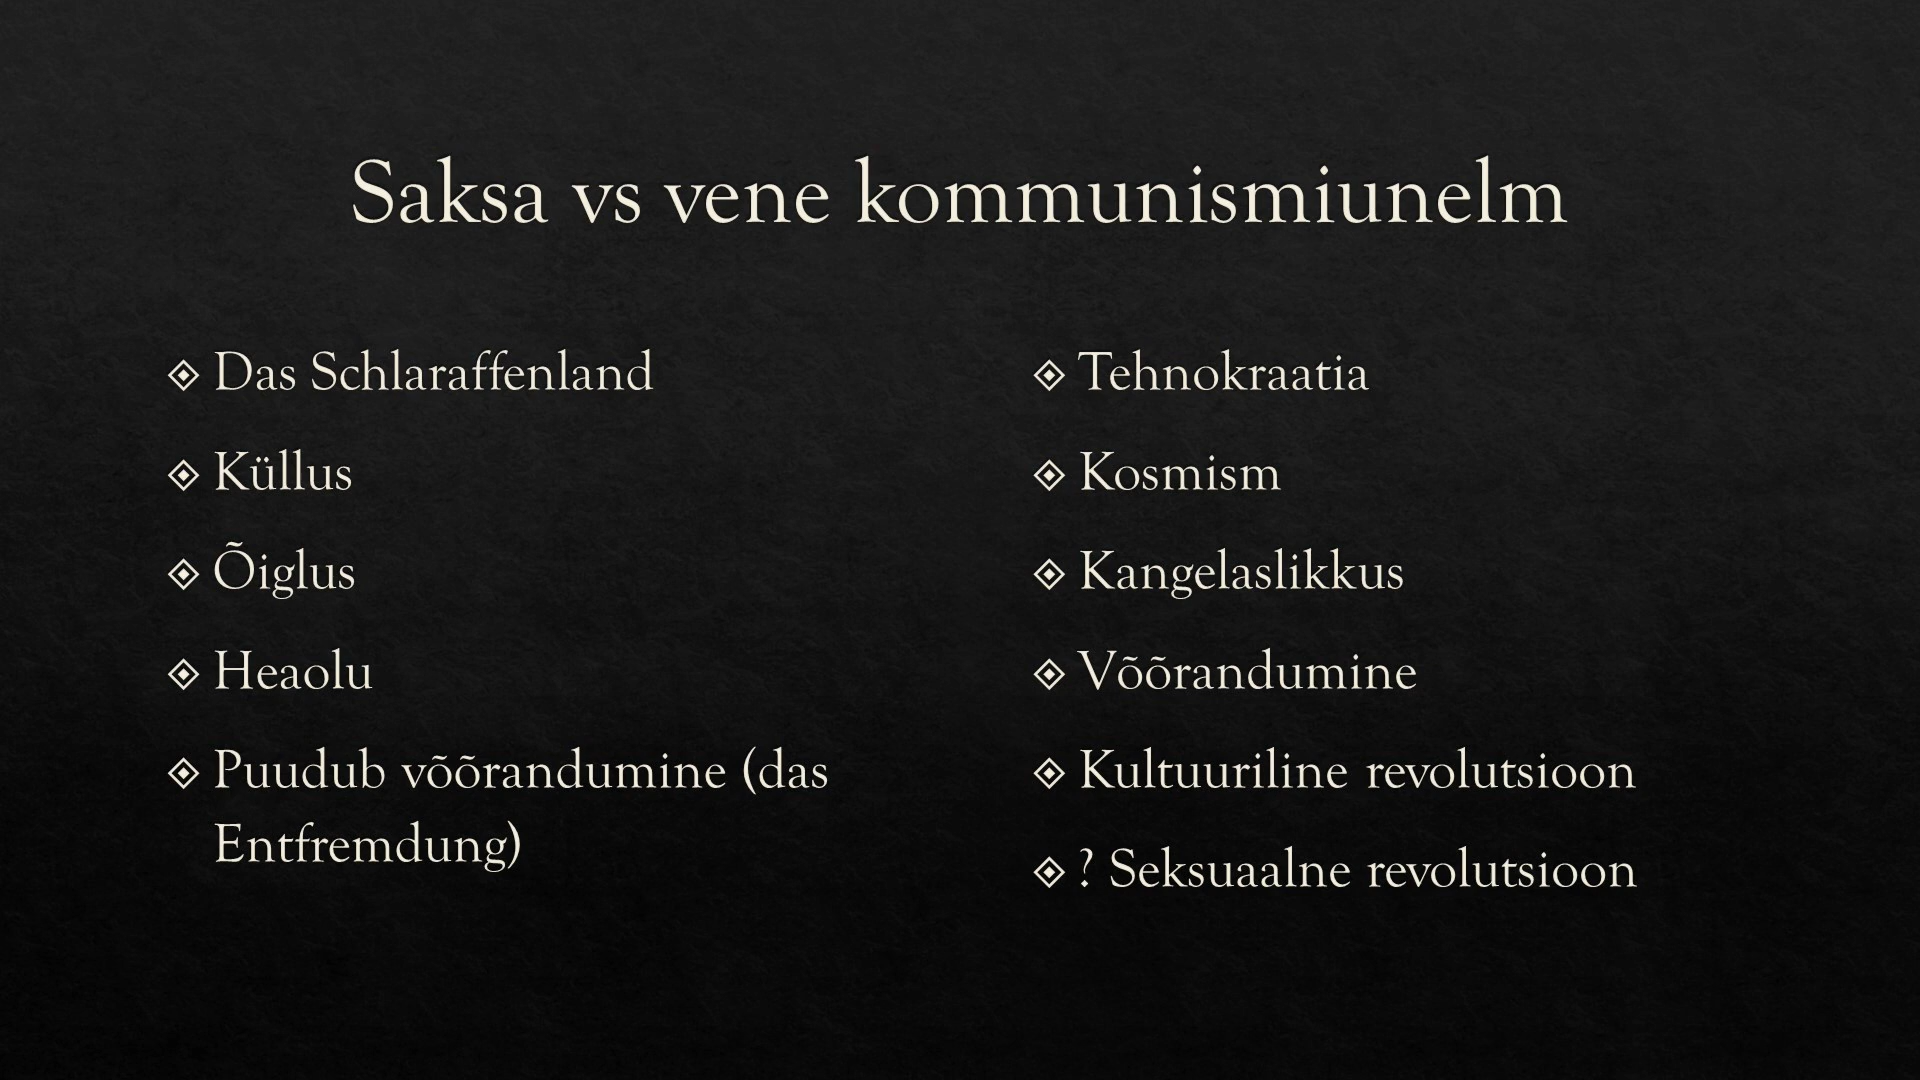 Saksa vs vene kommunismiunelm
Das Schlaraffenland
Küllus
Õiglus
Heaolu
Puudub võõrandumine (das
Entfremdung)
Tehnokraatia
Kosmism
Kangelaslikkus
Võõrandumine
Kultuuriline revolutsioon
? Seksuaalne revolutsioon